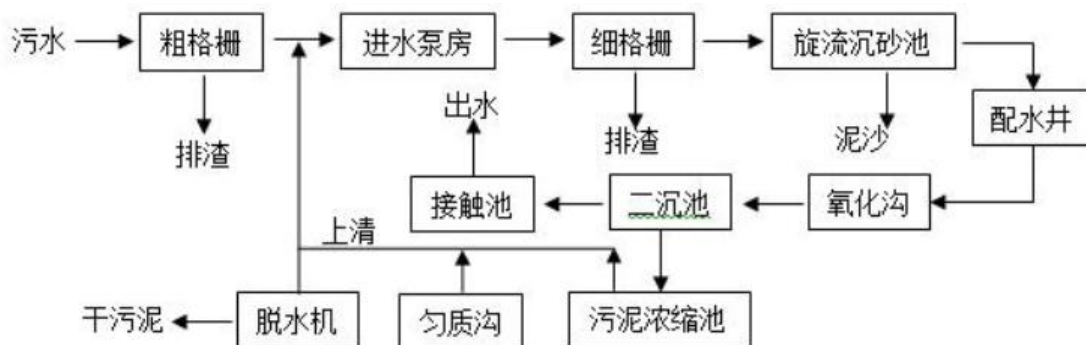 污水
粗格栅
进水泵房
细格栅
旋流沉砂池
排渣
出水
排渣
泥沙
配水井
接触池
二沉池
氧化沟
上清
干污泥
脱水机
匀质沟
污泥浓缩池